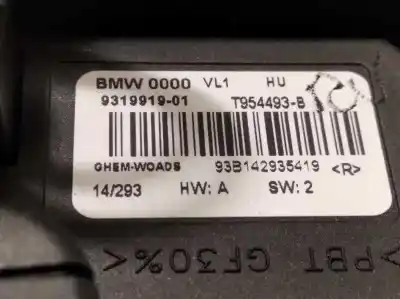 BMW 0000 VL1 HU
9319919-01 T954493-B
GHEM-WOADS 93B142935419 <R>
14/293 HW: A SW: 2
>PBT GF30%<